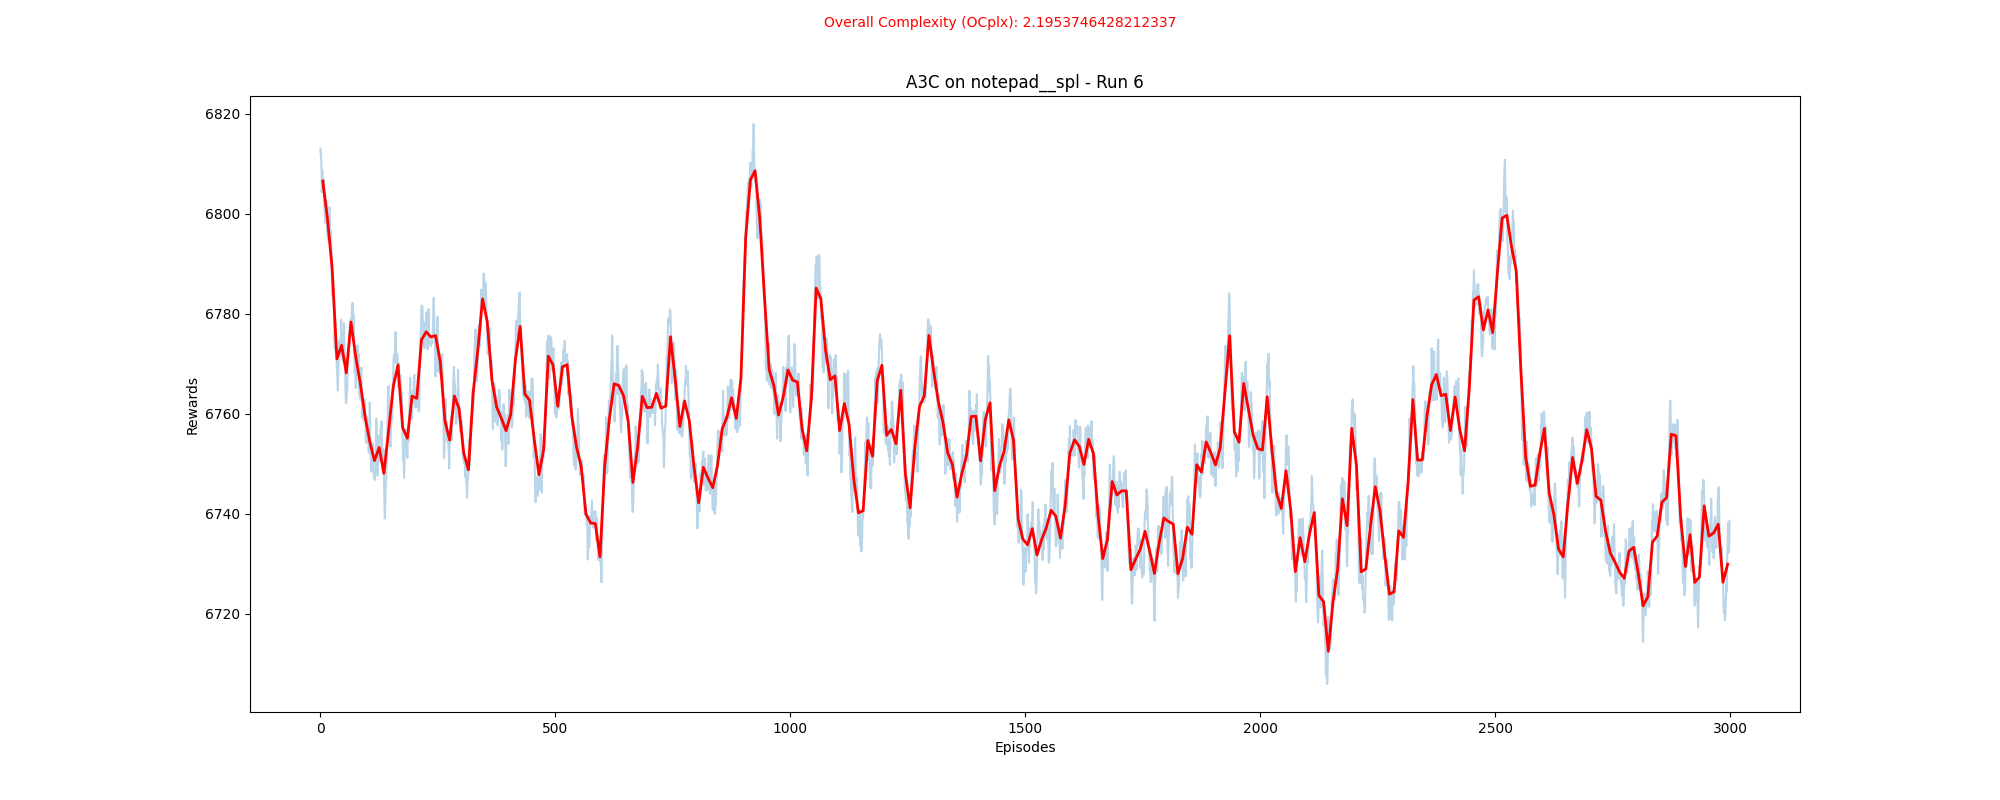 Overall Complexity (OCplx): 2.1953746428212337
A3C on notepad__spl - Run 6
6820
6800
6780
6760
6740
6720
Rewards
0 500 1000 1500 2000 2500 3000
Episodes